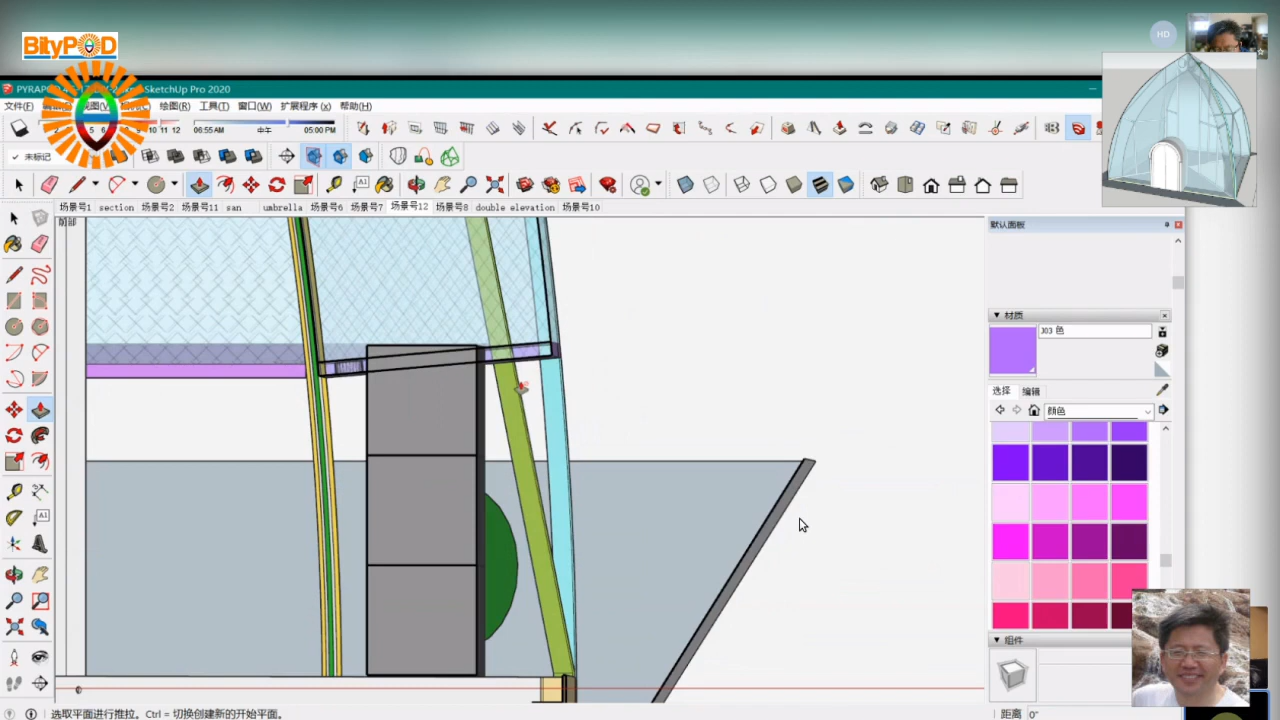 BityPOD
HD
SketchUp Pro 2020
文件(F)
绘图(R) 工具(T) 窗口(W) 扩展程序 (x) 帮助(H)
06:55 AM 中午 05:00 PM
未标记
场景号1 section 场景号2 场景号11 san umbrella 场景号6 场景号7 场景号12 场景号8 double elevation 场景号10
前部
默认面板
材质
J03 色
选择 编辑
颜色
组件
选取平面进行推拉。Ctrl = 切换创建新的开始平面。
距离 0"